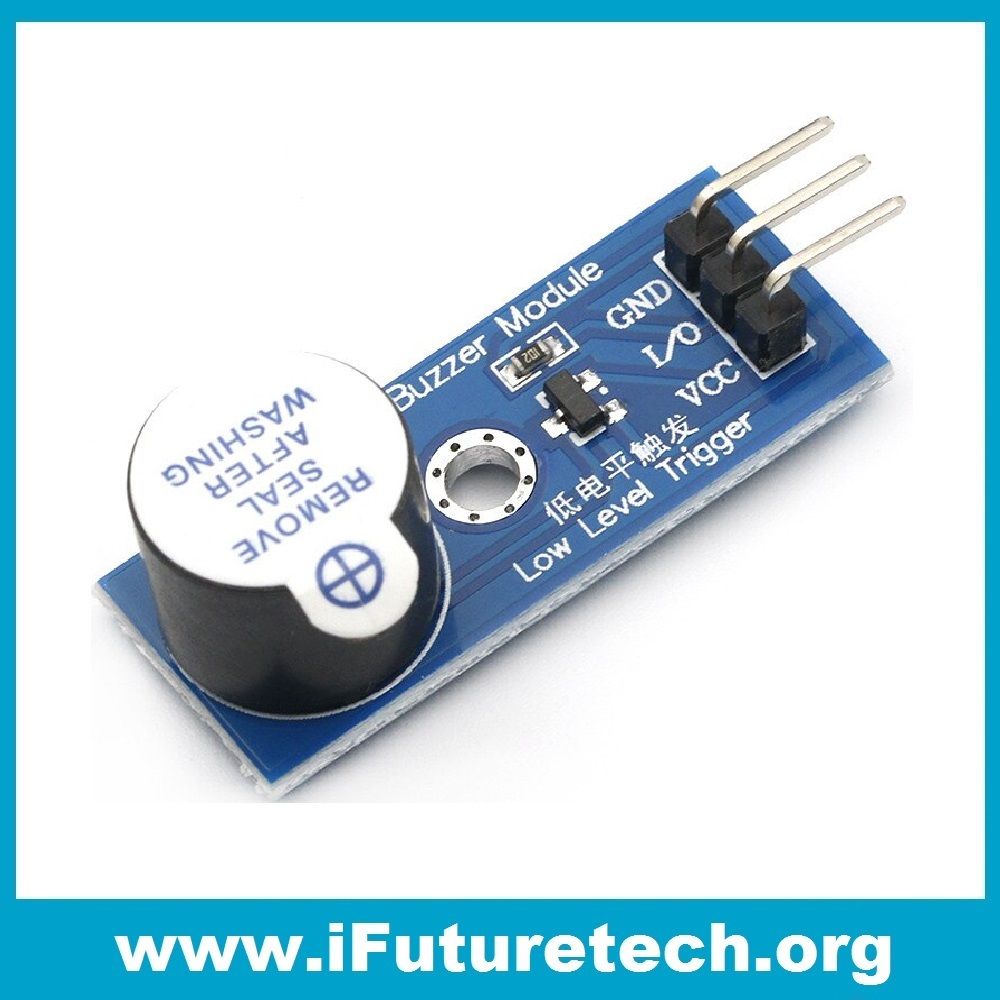 Buzzer Module
GND
I/O
VCC
低电平触发
Low Level Trigger
REMOVE
SEAL
AFTER
WASHING
102
www.iFuturetech.org